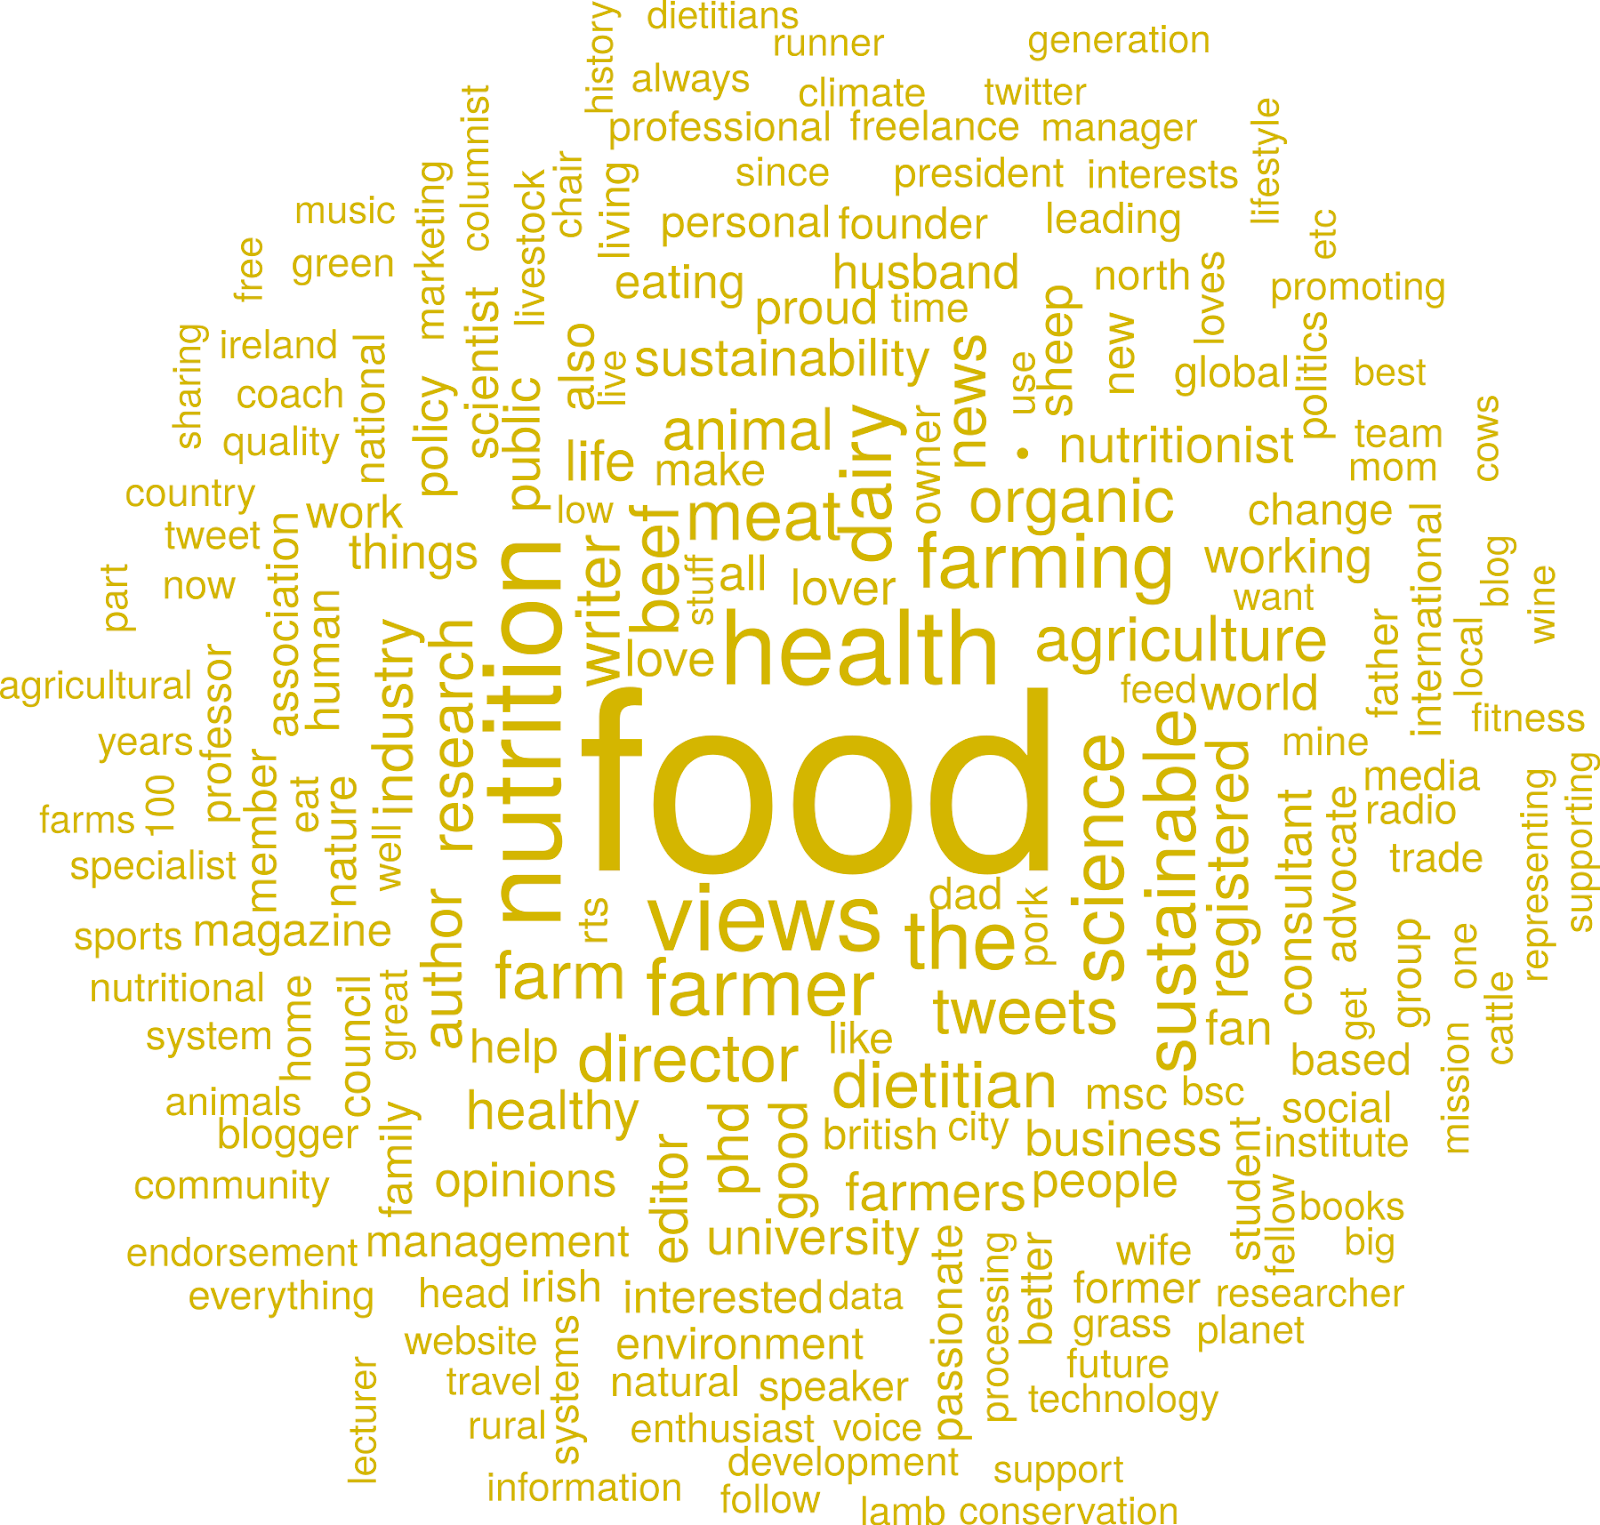 dietitians
history
runner
generation
always
climate
twitter
columnist
professional
freelance
manager
lifestyle
since
president
interests
chair
marketing
livestock
living
music
personal
founder
leading
etc
free
green
eating
husband
north
loves
promoting
scientist
proud
time
sheep
sharing
ireland
national
also
live
sustainability
news
use
new
global
politics
best
coach
policy
public
quality
life
animal
make
dairy
owner
•
nutritionist
team
mom
cows
country
work
low
beef
meat
organic
change
tweet
things
association
nutrition
writer
stuff
all
lover
farming
working
international
blog
wine
part
now
human
want
health
love
agriculture
father
local
agricultural
professor
industry
research
feed
world
fitness
years
food
science
sustainable
registered
mine
media
radio
representing
supporting
farms
100
member
eat
nature
well
specialist
consultant
advocate
trade
sports
magazine
author
rts
views
dad
the
pork
group
one
nutritional
home
council
great
farm
farmer
tweets
fan
get
cattle
system
help
director
like
based
mission
animals
healthy
dietitian
msc
bsc
social
blogger
family
phd
good
british
city
business
institute
community
opinions
editor
farmers
people
student
fellow
books
endorsement
management
university
passionate
processing
better
wife
big
everything
head
irish
interested
data
former
researcher
website
systems
environment
grass
planet
lecturer
travel
natural
speaker
future
technology
rural
enthusiast
voice
development
support
information
follow
lamb
conservation